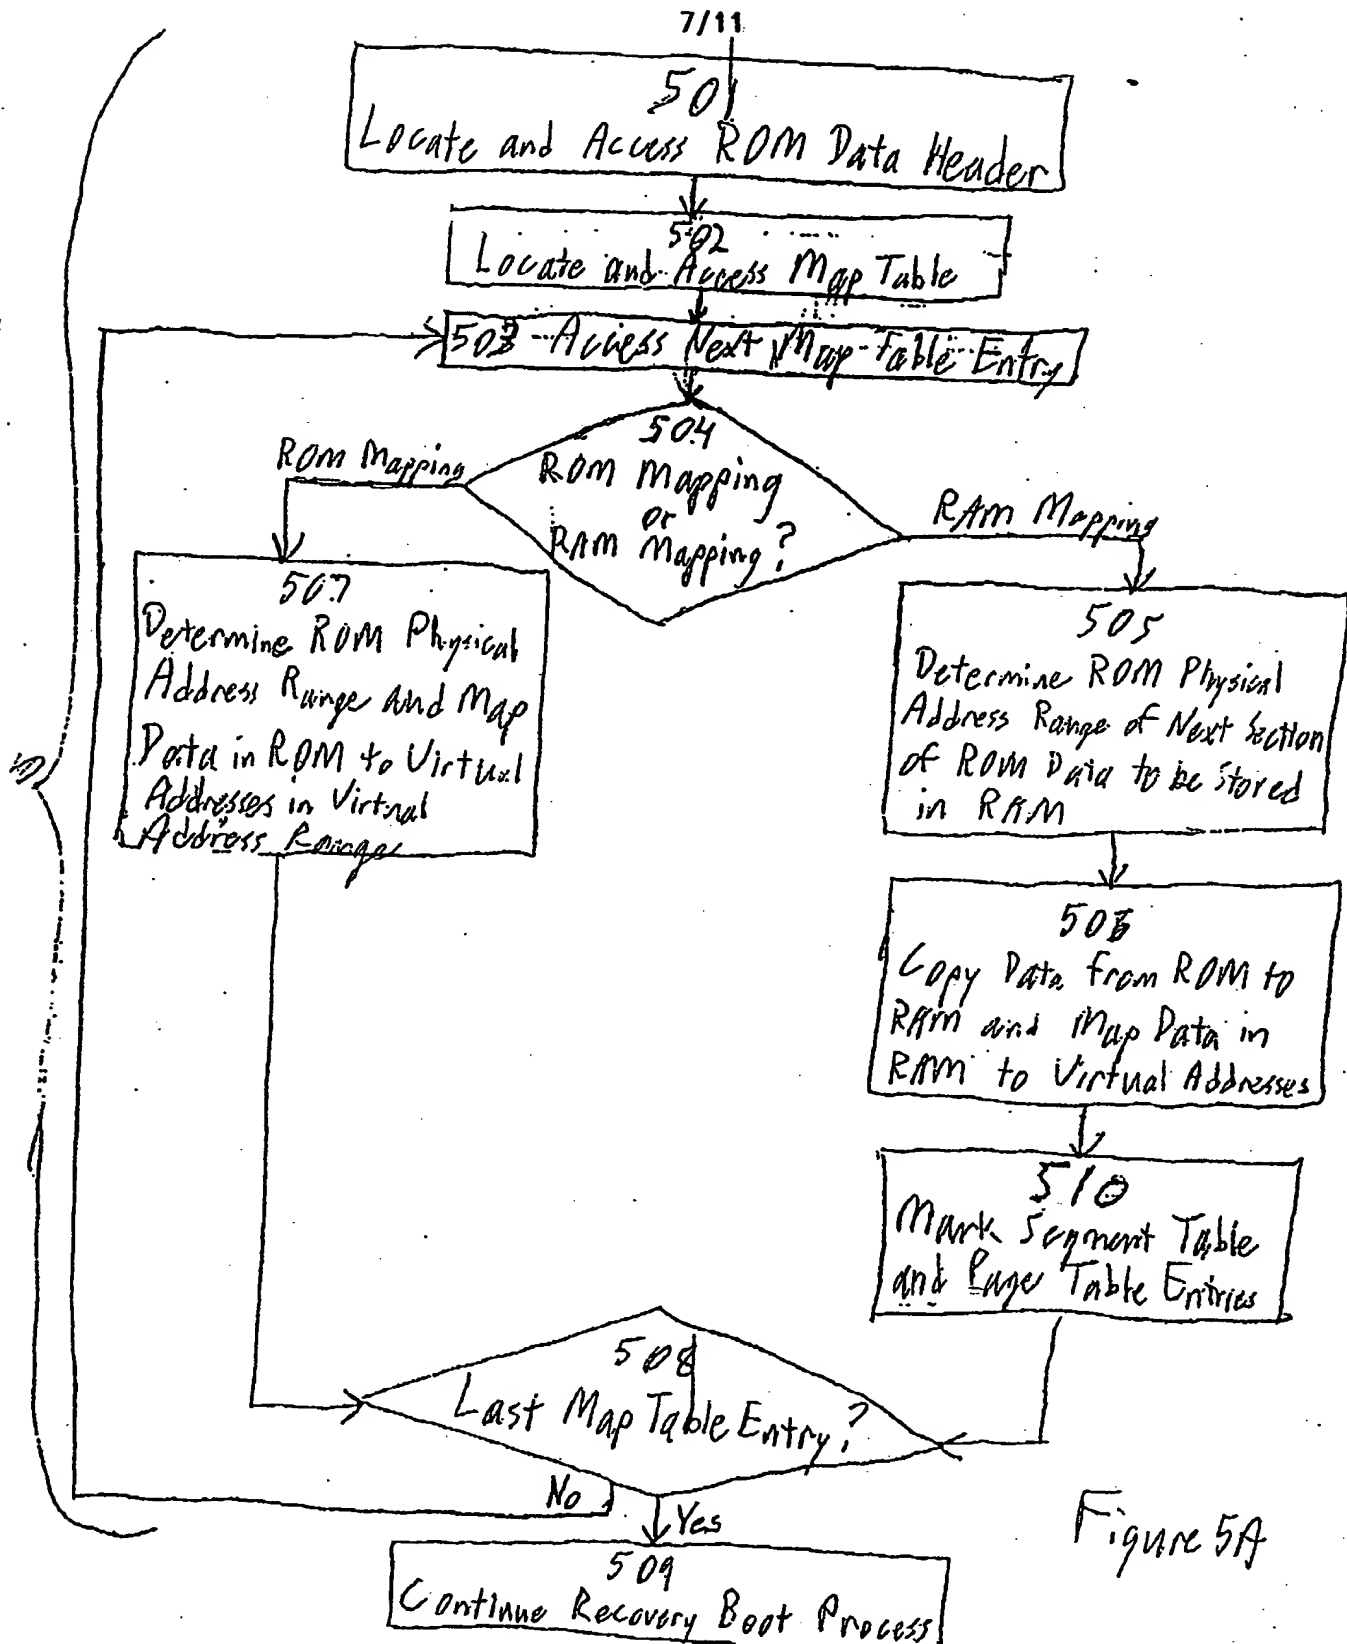 7/11
501
Locate and Access ROM Data Header
502
Locate and Access Map Table
503 Access Next Map Table Entry
504
ROM Mapping
or
RAM Mapping?
ROM Mapping
RAM Mapping
507
Determine ROM Physical
Address Range and Map
Data in ROM to Virtual
Addresses in Virtual
Address Range
505
Determine ROM Physical
Address Range of Next Section
of ROM Data to be Stored
in RAM
506
Copy Data from ROM to
RAM and Map Data in
RAM to Virtual Addresses
510
Mark Segment Table
and Page Table Entries
508
Last Map Table Entry?
No
Yes
509
Continue Recovery Boot Process
Figure 5A